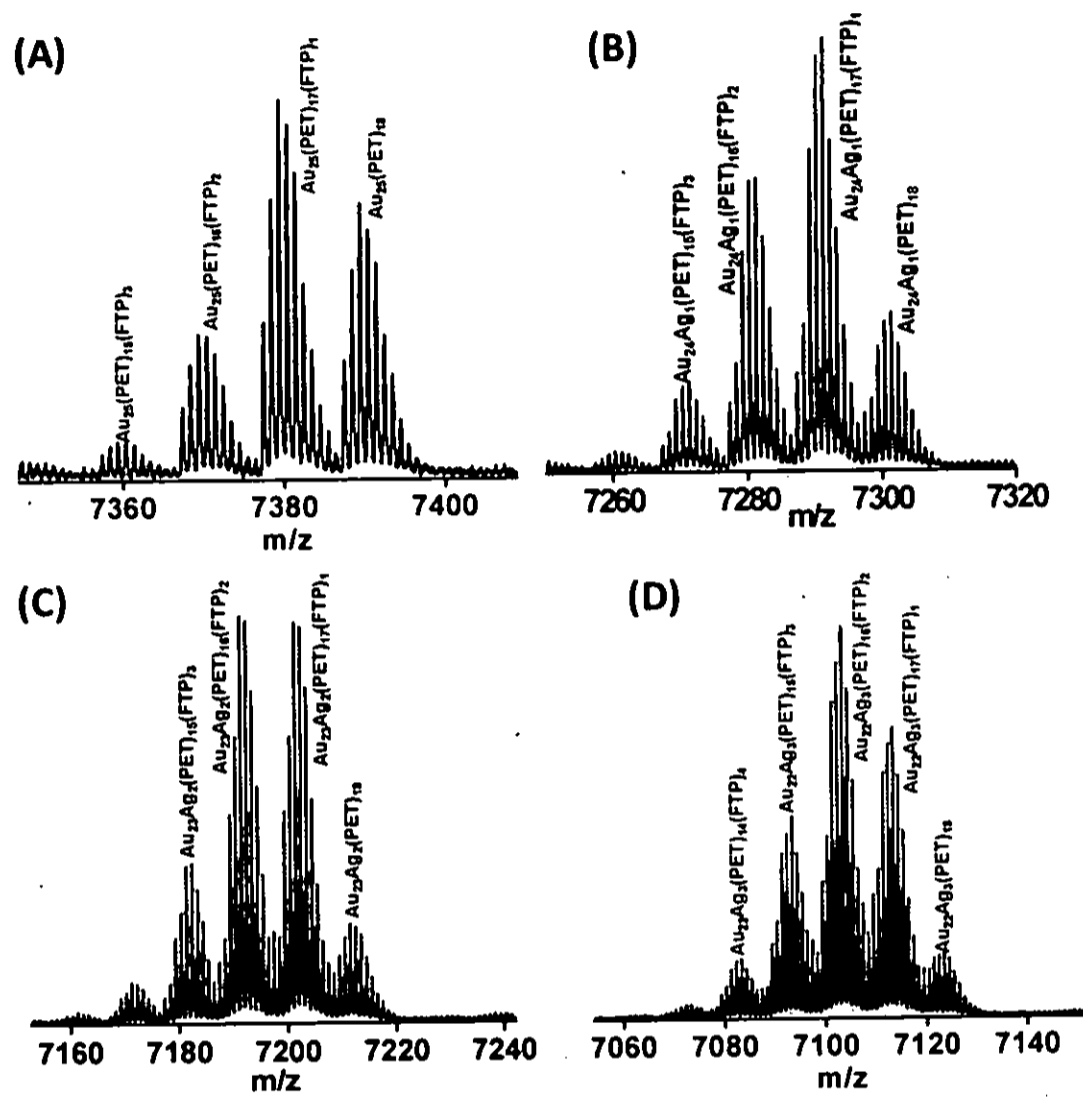 (A)
Au₂₅(PET)₁₅(FTP)₃
Au₂₅(PET)₁₆(FTP)₂
Au₂₅(PET)₁₇(FTP)₁
Au₂₅(PET)₁₈
7360 7380 7400
m/z
(B)
Au₂₄Ag₁(PET)₁₅(FTP)₃
Au₂₄Ag₁(PET)₁₆(FTP)₂
Au₂₄Ag₁(PET)₁₇(FTP)₁
Au₂₄Ag₁(PET)₁₈
7260 7280 7300 7320
m/z
(C)
Au₂₃Ag₂(PET)₁₅(FTP)₃
Au₂₃Ag₂(PET)₁₆(FTP)₂
Au₂₃Ag₂(PET)₁₇(FTP)₁
Au₂₃Ag₂(PET)₁₈
7160 7180 7200 7220 7240
m/z
(D)
Au₂₂Ag₃(PET)₁₄(FTP)₄
Au₂₂Ag₃(PET)₁₅(FTP)₃
Au₂₂Ag₃(PET)₁₆(FTP)₂
Au₂₂Ag₃(PET)₁₇(FTP)₁
Au₂₂Ag₃(PET)₁₈
7060 7080 7100 7120 7140
m/z